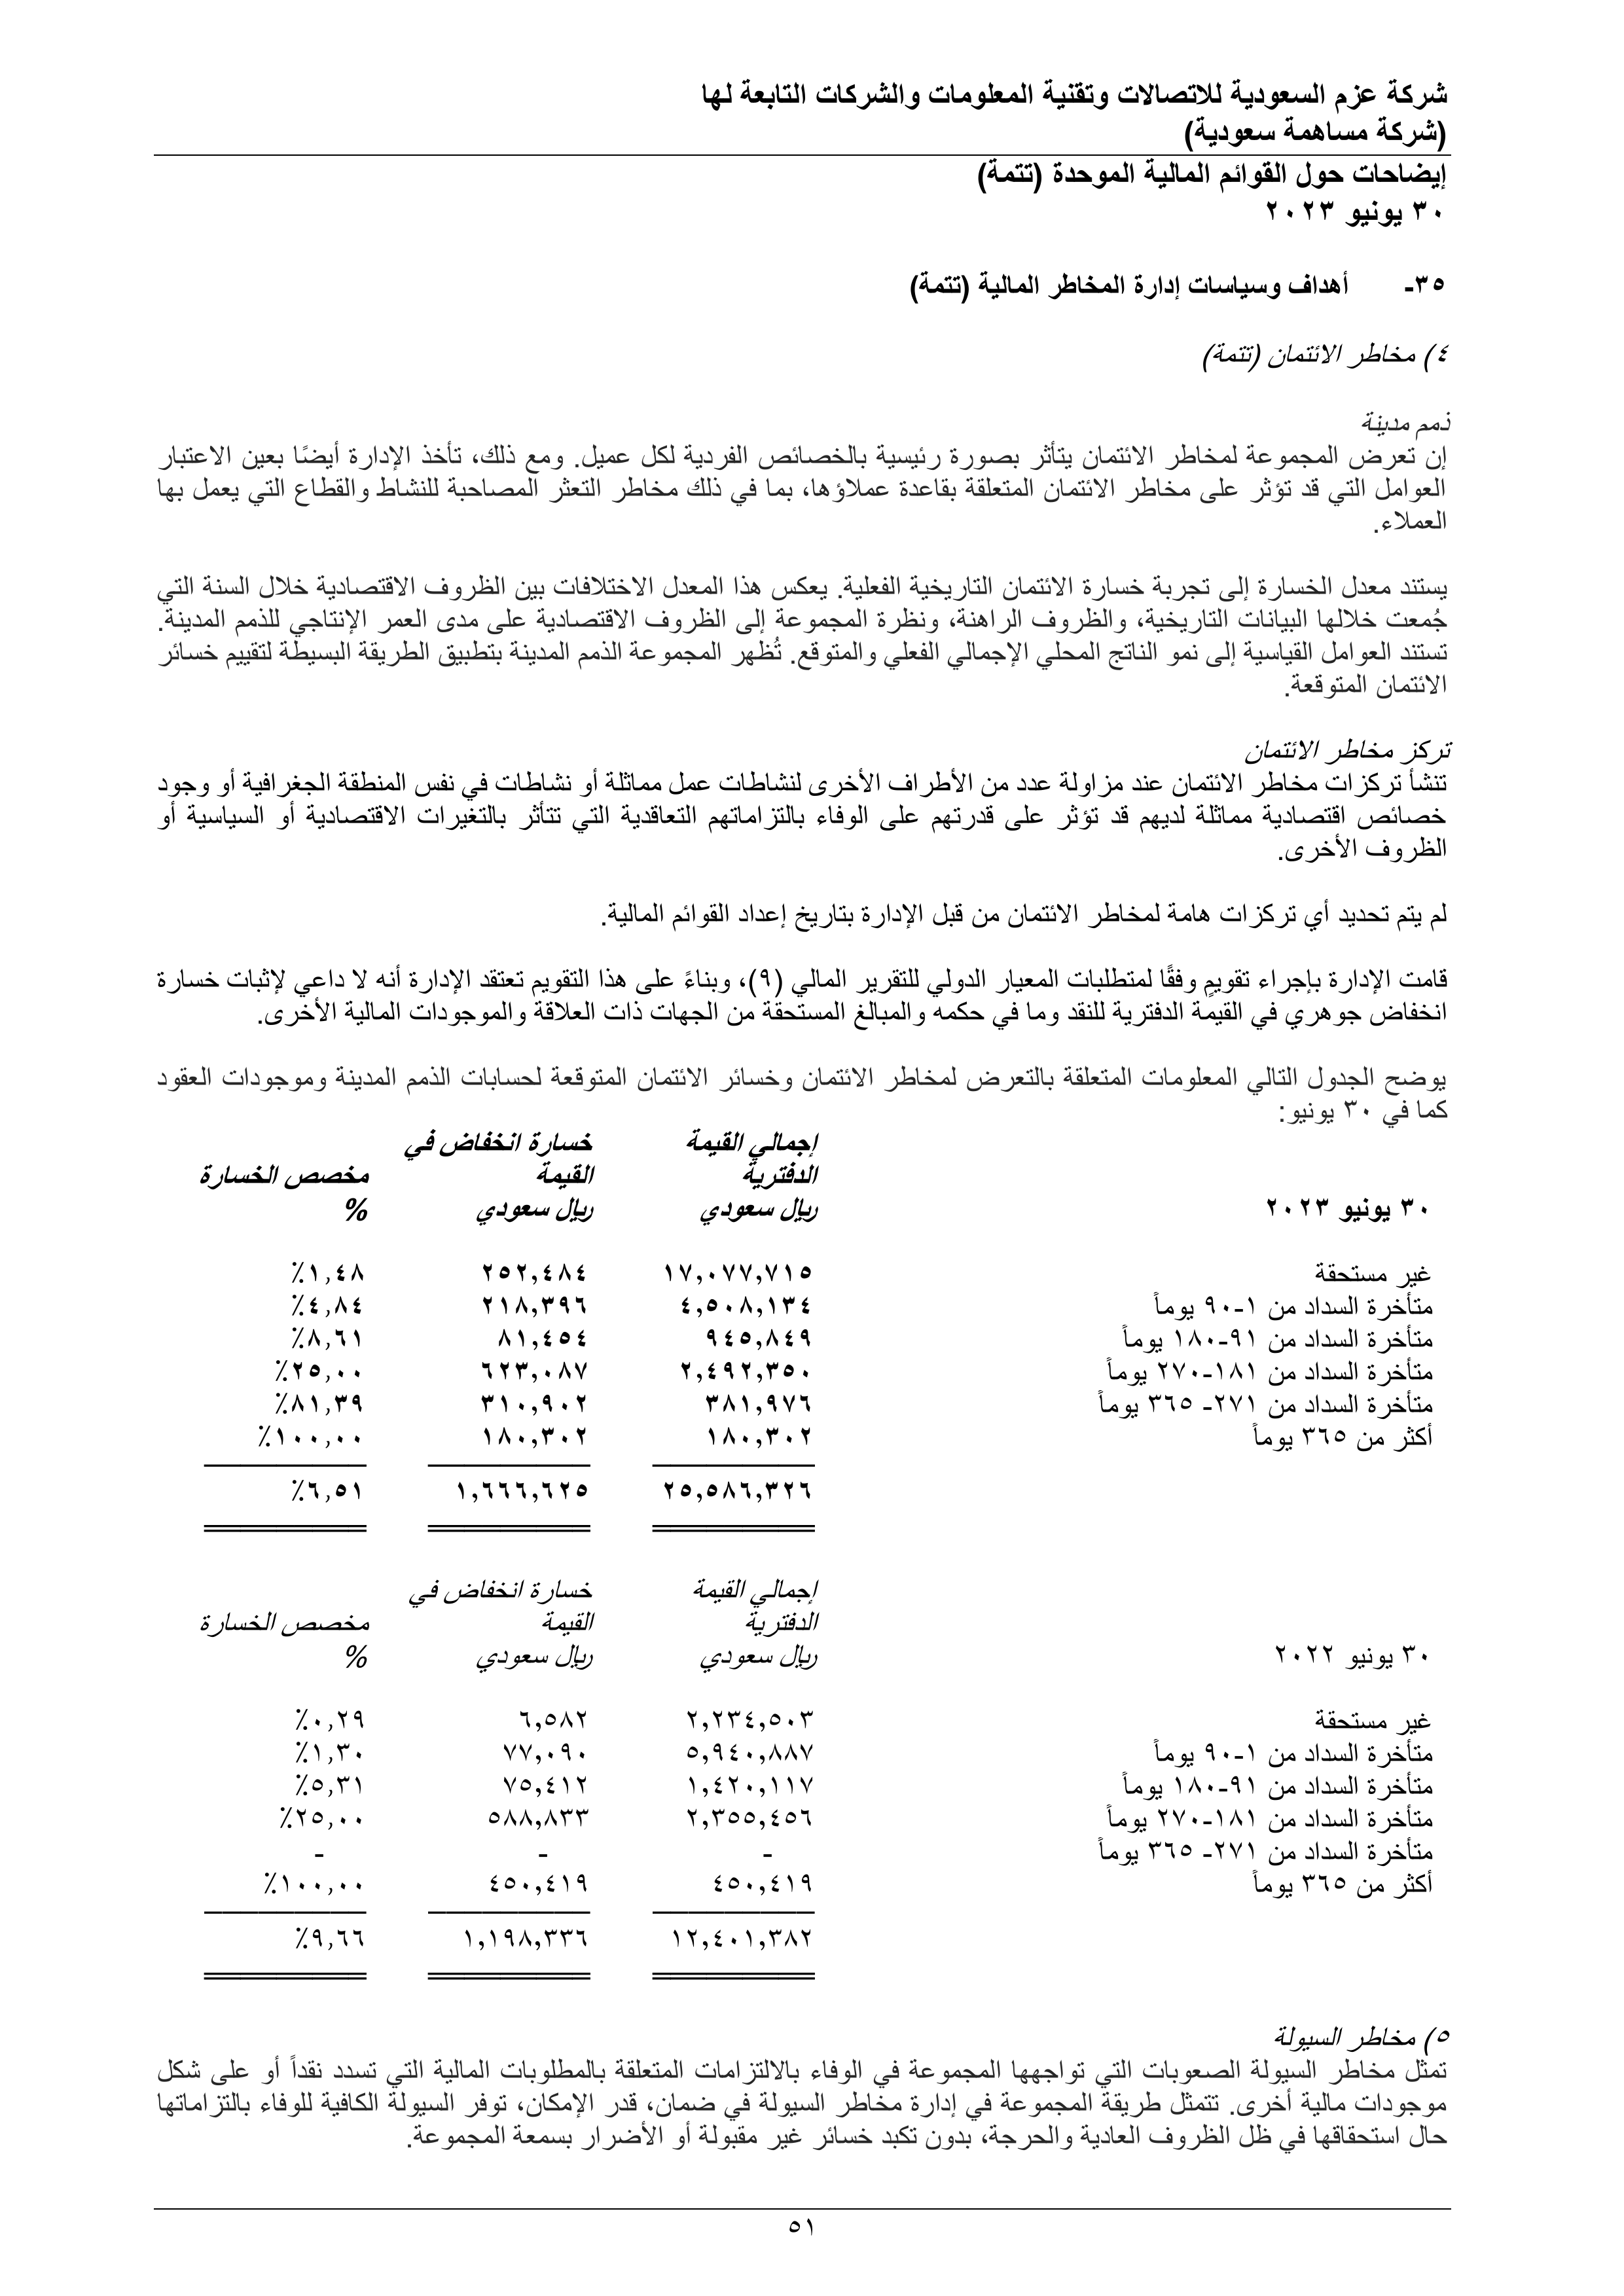 شركة عزم السعودية للاتصالات وتقنية المعلومات والشركات التابعة لها
(شركة مساهمة سعودية)
إيضاحات حول القوائم المالية الموحدة (تتمة)
٣٠ يونيو ٢٠٢٣
٣٥- أهداف وسياسات إدارة المخاطر المالية (تتمة)
٤) مخاطر الائتمان (تتمة)
ذمم مدينة
إن تعرض المجموعة لمخاطر الائتمان يتأثر بصورة رئيسية بالخصائص الفردية لكل عميل. ومع ذلك، تأخذ الإدارة أيضًا بعين الاعتبار
العوامل التي قد تؤثر على مخاطر الائتمان المتعلقة بقاعدة عملاؤها، بما في ذلك مخاطر التعثر المصاحبة للنشاط والقطاع التي يعمل بها
العملاء.
يستند معدل الخسارة إلى تجربة خسارة الائتمان التاريخية الفعلية. يعكس هذا المعدل الاختلافات بين الظروف الاقتصادية خلال السنة التي
جُمعت خلالها البيانات التاريخية، والظروف الراهنة، ونظرة المجموعة إلى الظروف الاقتصادية على مدى العمر الإنتاجي للذمم المدينة.
تستند العوامل القياسية إلى نمو الناتج المحلي الإجمالي الفعلي والمتوقع. تُظهر المجموعة الذمم المدينة بتطبيق الطريقة البسيطة لتقييم خسائر
الائتمان المتوقعة.
تركز مخاطر الائتمان
تنشأ تركزات مخاطر الائتمان عند مزاولة عدد من الأطراف الأخرى لنشاطات عمل مماثلة أو نشاطات في نفس المنطقة الجغرافية أو وجود
خصائص اقتصادية مماثلة لديهم قد تؤثر على قدرتهم على الوفاء بالتزاماتهم التعاقدية التي تتأثر بالتغيرات الاقتصادية أو السياسية أو
الظروف الأخرى.
لم يتم تحديد أي تركزات هامة لمخاطر الائتمان من قبل الإدارة بتاريخ إعداد القوائم المالية.
قامت الإدارة بإجراء تقويمٍ وفقًا لمتطلبات المعيار الدولي للتقرير المالي (٩)، وبناءً على هذا التقويم تعتقد الإدارة أنه لا داعي لإثبات خسارة
انخفاض جوهري في القيمة الدفترية للنقد وما في حكمه والمبالغ المستحقة من الجهات ذات العلاقة والموجودات المالية الأخرى.
يوضح الجدول التالي المعلومات المتعلقة بالتعرض لمخاطر الائتمان وخسائر الائتمان المتوقعة لحسابات الذمم المدينة وموجودات العقود
كما في ٣٠ يونيو:
إجمالي القيمة خسارة انخفاض في
الدفترية القيمة مخصص الخسارة
٣٠ يونيو ٢٠٢٣ ريال سعودي ريال سعودي %
غير مستحقة ١٧,٠٧٧,٧١٥ ٢٥٢,٤٨٤ ١,٤٨٪
متأخرة السداد من ١-٩٠ يوماً ٤,٥٠٨,١٣٤ ٢١٨,٣٩٦ ٤,٨٤٪
متأخرة السداد من ٩١-١٨٠ يوماً ٩٤٥,٨٤٩ ٨١,٤٥٤ ٨,٦١٪
متأخرة السداد من ١٨١-٢٧٠ يوماً ٢,٤٩٢,٣٥٠ ٦٢٣,٠٨٧ ٢٥,٠٠٪
متأخرة السداد من ٢٧١- ٣٦٥ يوماً ٣٨١,٩٧٦ ٣١٠,٩٠٢ ٨١,٣٩٪
أكثر من ٣٦٥ يوماً ١٨٠,٣٠٢ ١٨٠,٣٠٢ ١٠٠,٠٠٪
٢٥,٥٨٦,٣٢٦ ١,٦٦٦,٦٢٥ ٦,٥١٪
إجمالي القيمة خسارة انخفاض في
الدفترية القيمة مخصص الخسارة
٣٠ يونيو ٢٠٢٢ ريال سعودي ريال سعودي %
غير مستحقة ٢,٢٣٤,٥٠٣ ٦,٥٨٢ ٠,٢٩٪
متأخرة السداد من ١-٩٠ يوماً ٥,٩٤٠,٨٨٧ ٧٧,٠٩٠ ١,٣٠٪
متأخرة السداد من ٩١-١٨٠ يوماً ١,٤٢٠,١١٧ ٧٥,٤١٢ ٥,٣١٪
متأخرة السداد من ١٨١-٢٧٠ يوماً ٢,٣٥٥,٤٥٦ ٥٨٨,٨٣٣ ٢٥,٠٠٪
متأخرة السداد من ٢٧١- ٣٦٥ يوماً - - -
أكثر من ٣٦٥ يوماً ٤٥٠,٤١٩ ٤٥٠,٤١٩ ١٠٠,٠٠٪
١٢,٤٠١,٣٨٢ ١,١٩٨,٣٣٦ ٩,٦٦٪
٥) مخاطر السيولة
تمثل مخاطر السيولة الصعوبات التي تواجهها المجموعة في الوفاء بالالتزامات المتعلقة بالمطلوبات المالية التي تسدد نقداً أو على شكل
موجودات مالية أخرى. تتمثل طريقة المجموعة في إدارة مخاطر السيولة في ضمان، قدر الإمكان، توفر السيولة الكافية للوفاء بالتزاماتها
حال استحقاقها في ظل الظروف العادية والحرجة، بدون تكبد خسائر غير مقبولة أو الأضرار بسمعة المجموعة.
٥١